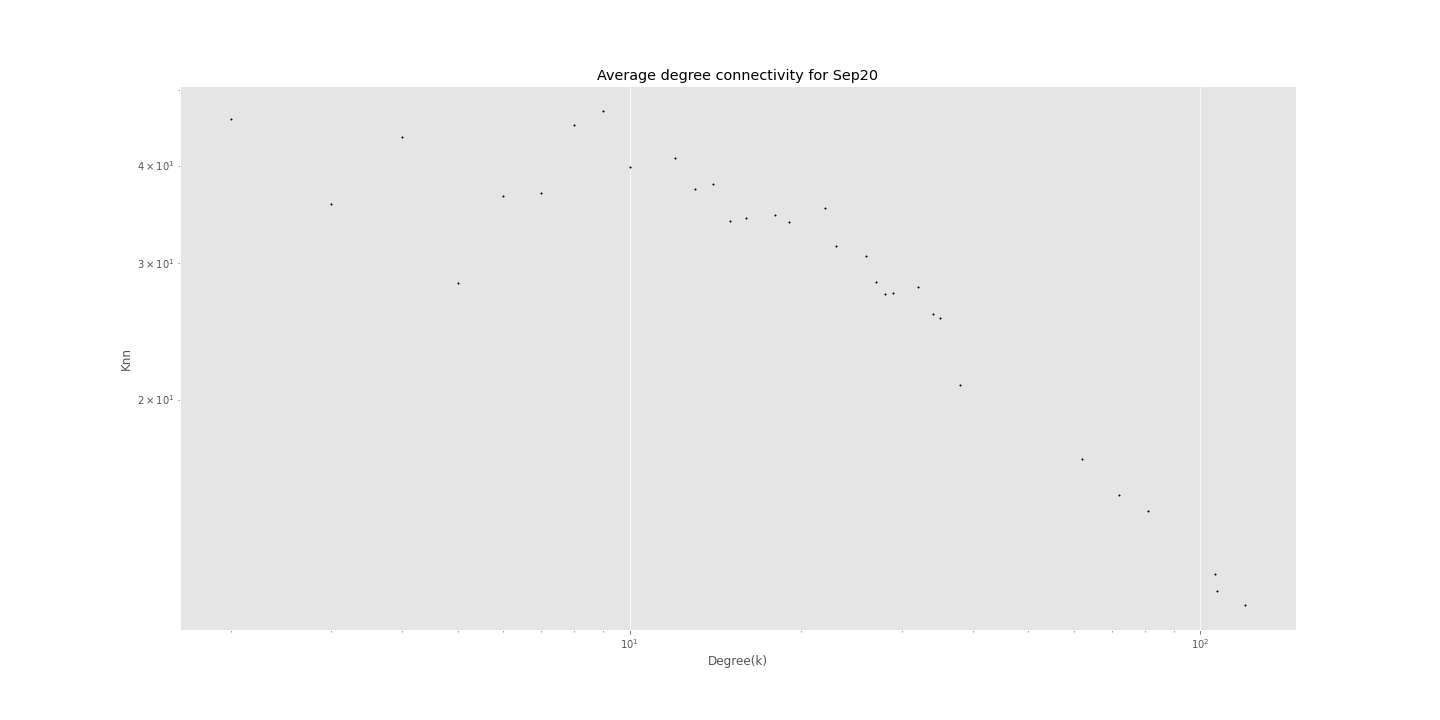 Average degree connectivity for Sep20
4 × 10¹
3 × 10¹
2 × 10¹
Knn
10¹
10²
Degree(k)